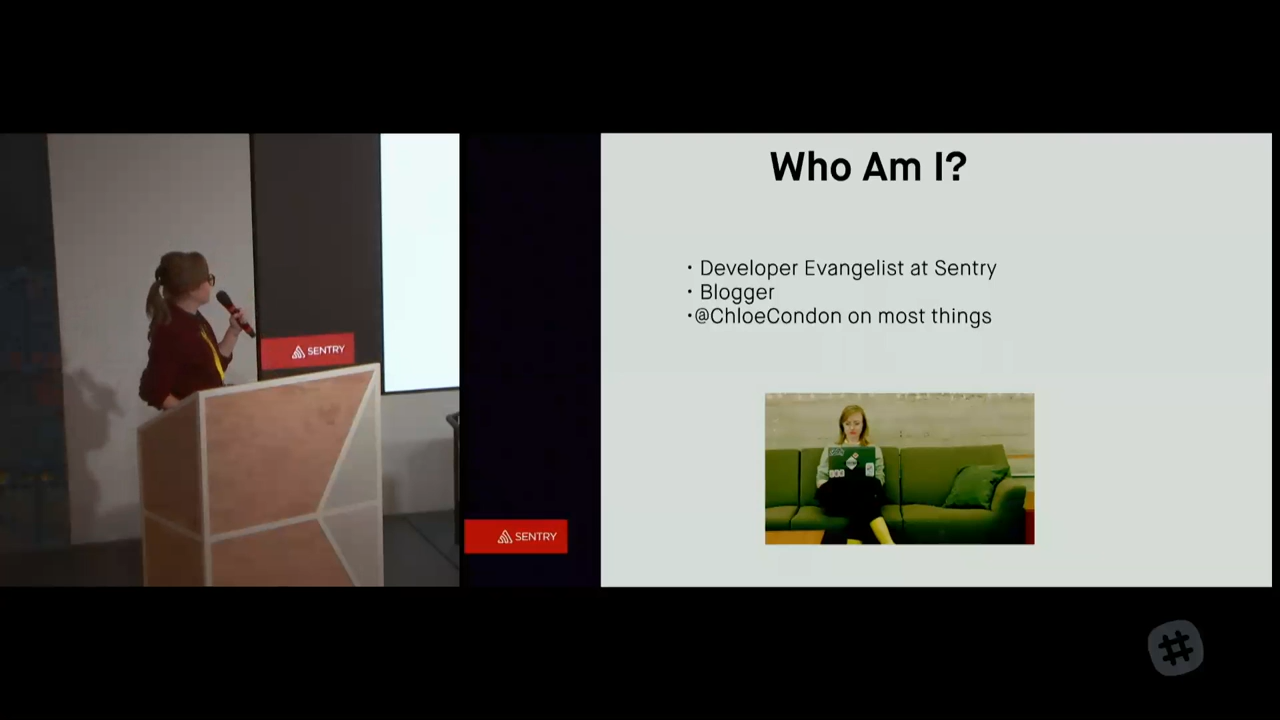 Who Am I?
• Developer Evangelist at Sentry
• Blogger
•@ChloeCondon on most things
SENTRY
SENTRY